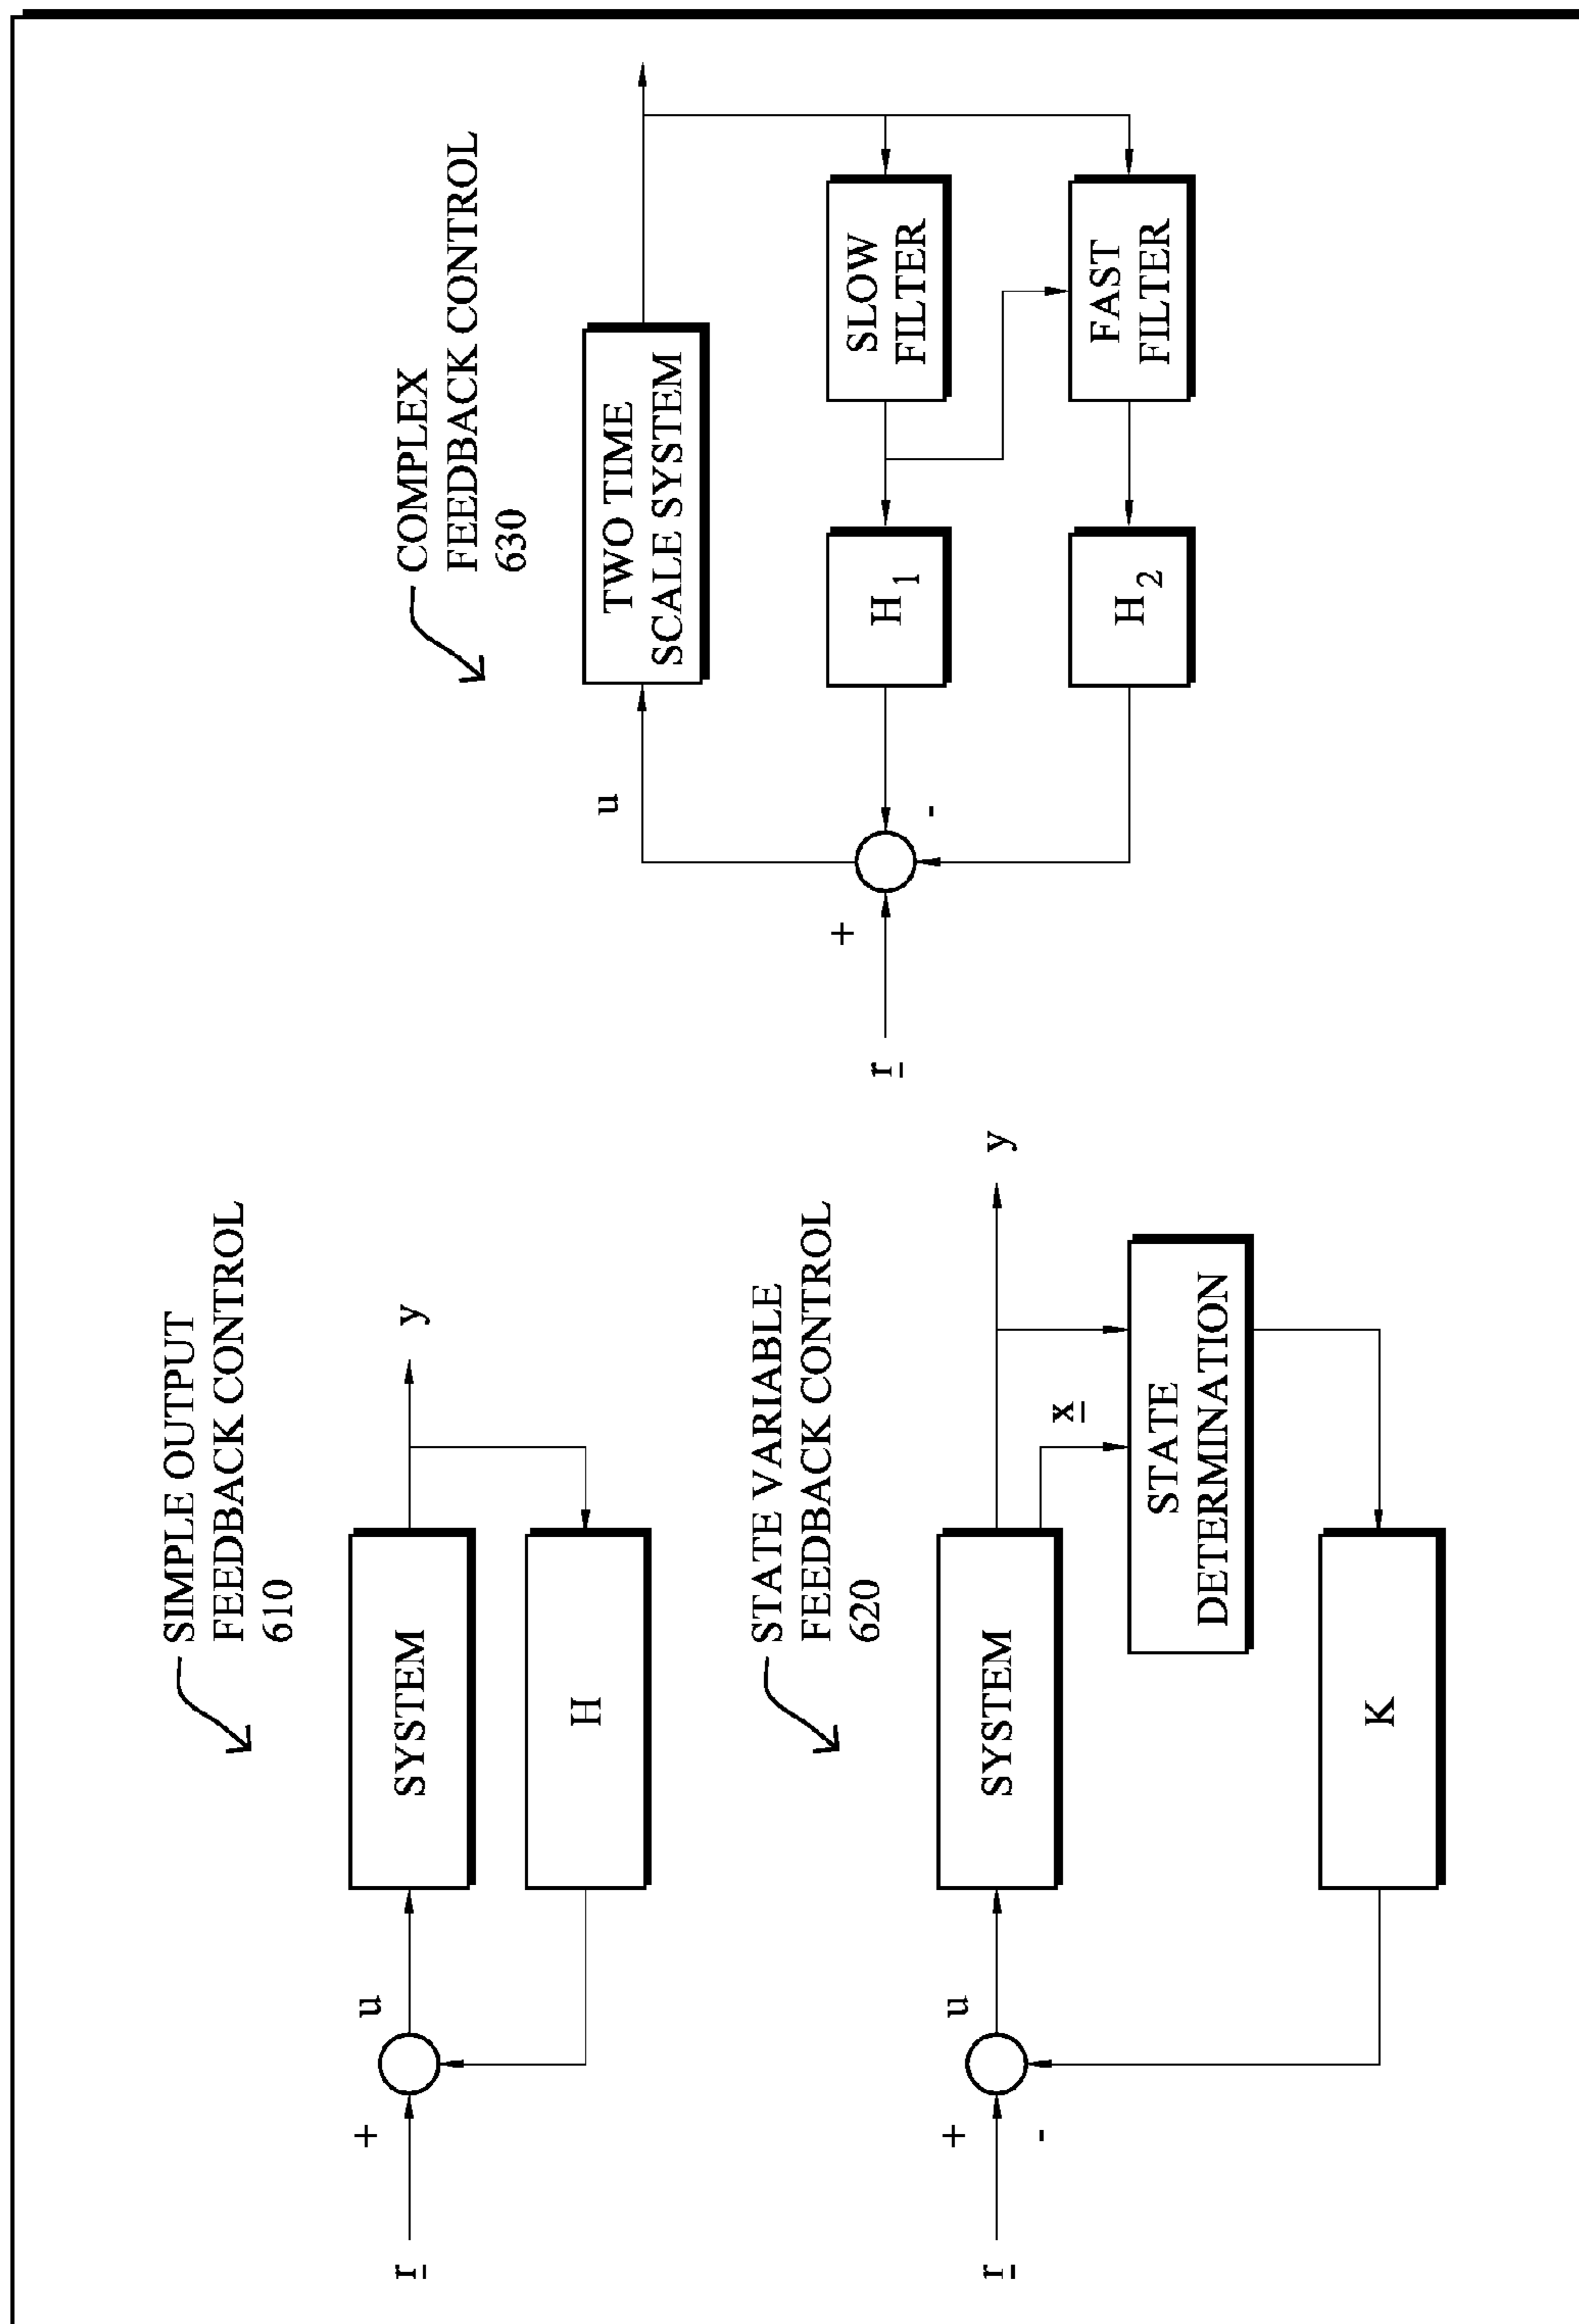 SIMPLE OUTPUT
FEEDBACK CONTROL
610
r
+
u
SYSTEM
y
H
STATE VARIABLE
FEEDBACK CONTROL
620
r
+
-
u
SYSTEM
y
x
STATE
DETERMINATION
K
COMPLEX
FEEDBACK CONTROL
630
r
+
-
u
TWO TIME
SCALE SYSTEM
H1
SLOW
FILTER
H2
FAST
FILTER